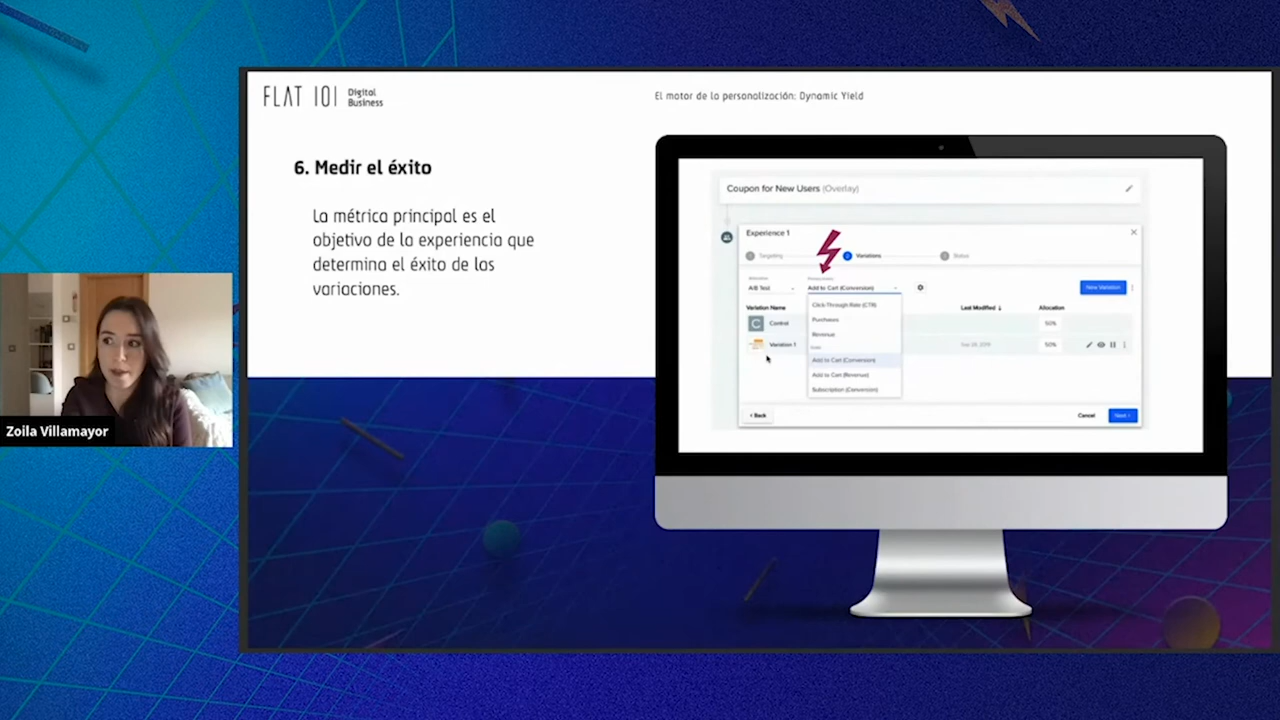 FLAT 101 Digital
Business
El motor de la personalización: Dynamic Yield
6. Medir el éxito
La métrica principal es el
objetivo de la experiencia que
determina el éxito de las
variaciones.
Zoila Villamayor
Coupon for New Users (Overlay)
Experience 1
Targeting
Variations
Status
A/B Test
Add to Cart (Conversion)
New Variation
Click-Through Rate (CTR)
Purchases
Revenue
Add to Cart (Conversion)
Add to Cart (Revenue)
Subscription (Conversion)
Variation Name
Last Modified ↓
Allocation
C
Control
50%
Variation 1
50%
< Back
Cancel
Next >